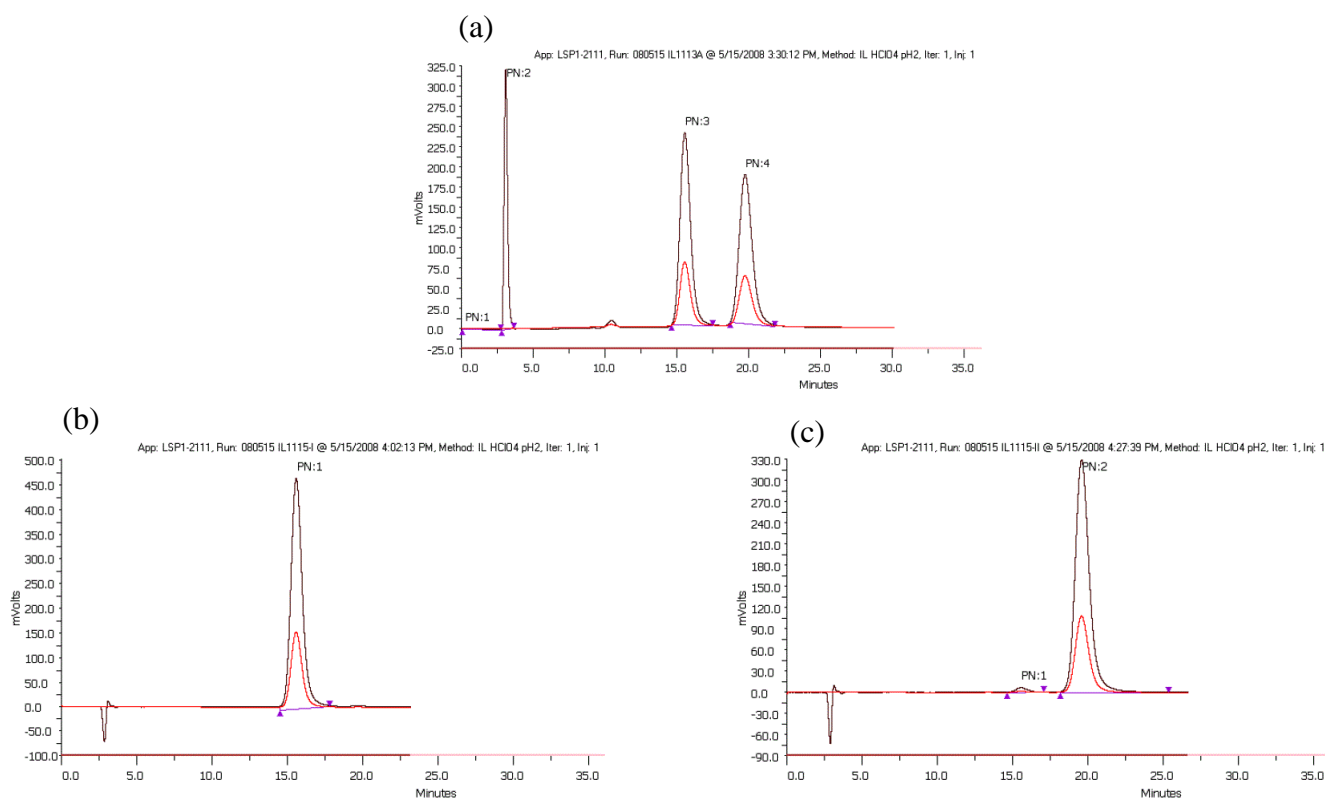 (a)
App: LSP1-2111, Run: 080515 IL1113A @ 5/15/2008 3:30:12 PM, Method: IL HClO4 pH2, Iter: 1, Inj: 1
325.0
300.0
275.0
250.0
225.0
200.0
175.0
150.0
125.0
100.0
75.0
50.0
25.0
0.0
-25.0
mVolts
PN:1
PN:2
PN:3
PN:4
0.0 5.0 10.0 15.0 20.0 25.0 30.0 35.0
Minutes
(b)
App: LSP1-2111, Run: 080515 IL1115-I @ 5/15/2008 4:02:13 PM, Method: IL HClO4 pH2, Iter: 1, Inj: 1
500.0
450.0
400.0
350.0
300.0
250.0
200.0
150.0
100.0
50.0
0.0
-50.0
-100.0
mVolts
PN:1
0.0 5.0 10.0 15.0 20.0 25.0 30.0 35.0
Minutes
(c)
App: LSP1-2111, Run: 080515 IL1115-II @ 5/15/2008 4:27:39 PM, Method: IL HClO4 pH2, Iter: 1, Inj: 1
330.0
300.0
270.0
240.0
210.0
180.0
150.0
120.0
90.0
60.0
30.0
0.0
-30.0
-60.0
-90.0
mVolts
PN:1
PN:2
0.0 5.0 10.0 15.0 20.0 25.0 30.0 35.0
Minutes